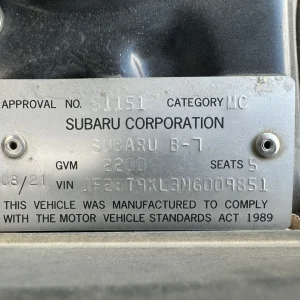 APPROVAL NO. 51151 CATEGORY MC
SUBARU CORPORATION
SUBARU B-7
GVM 2200 SEATS 5
08/21 VIN
THIS VEHICLE WAS MANUFACTURED TO COMPLY
WITH THE MOTOR VEHICLE STANDARDS ACT 1989